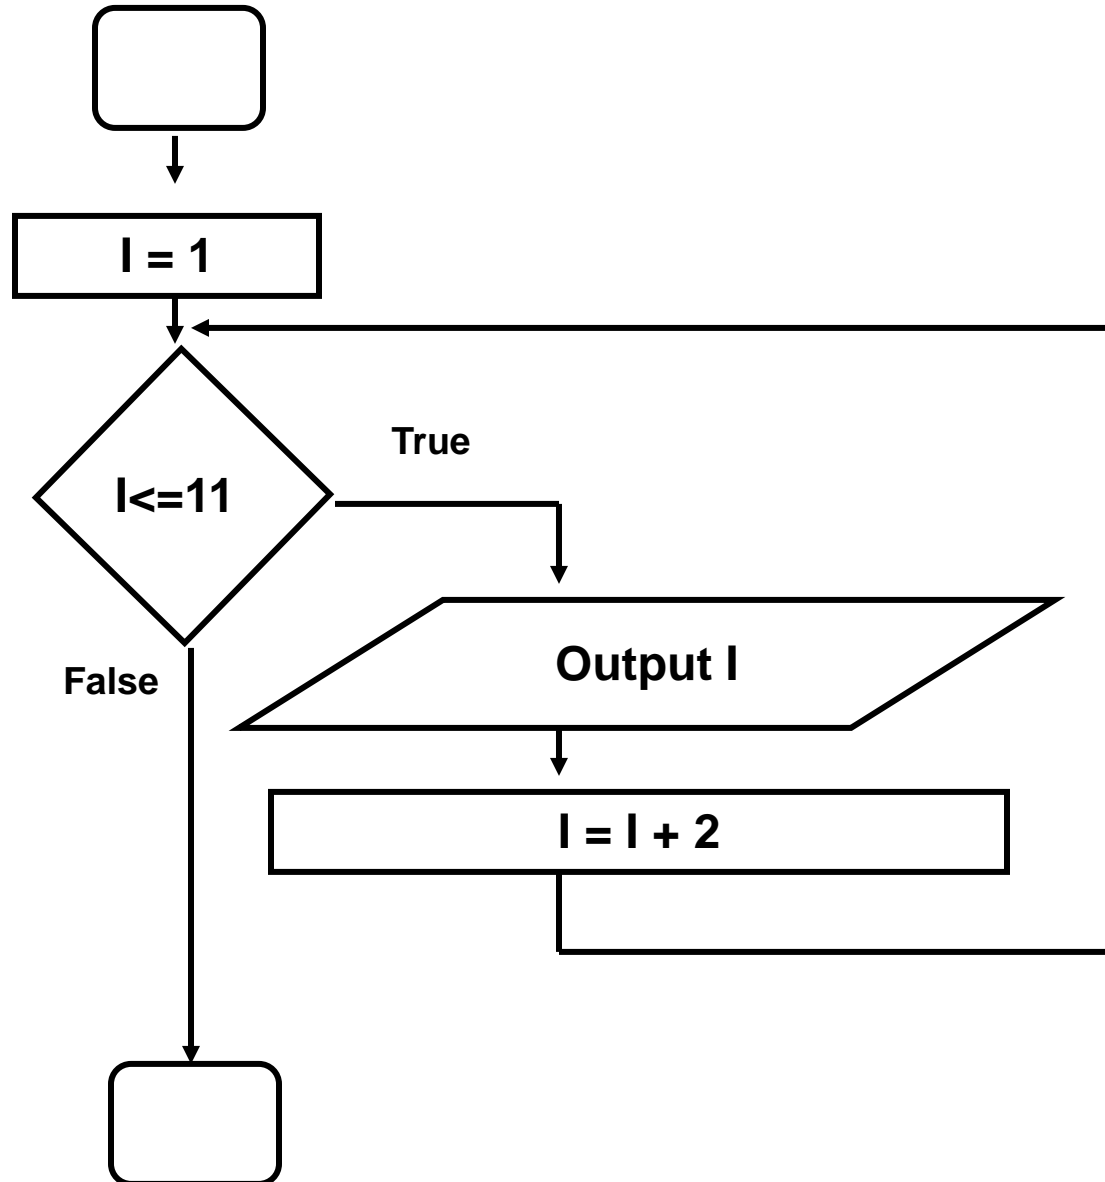 I = 1
True
I<=11
Output I
False
I = I + 2